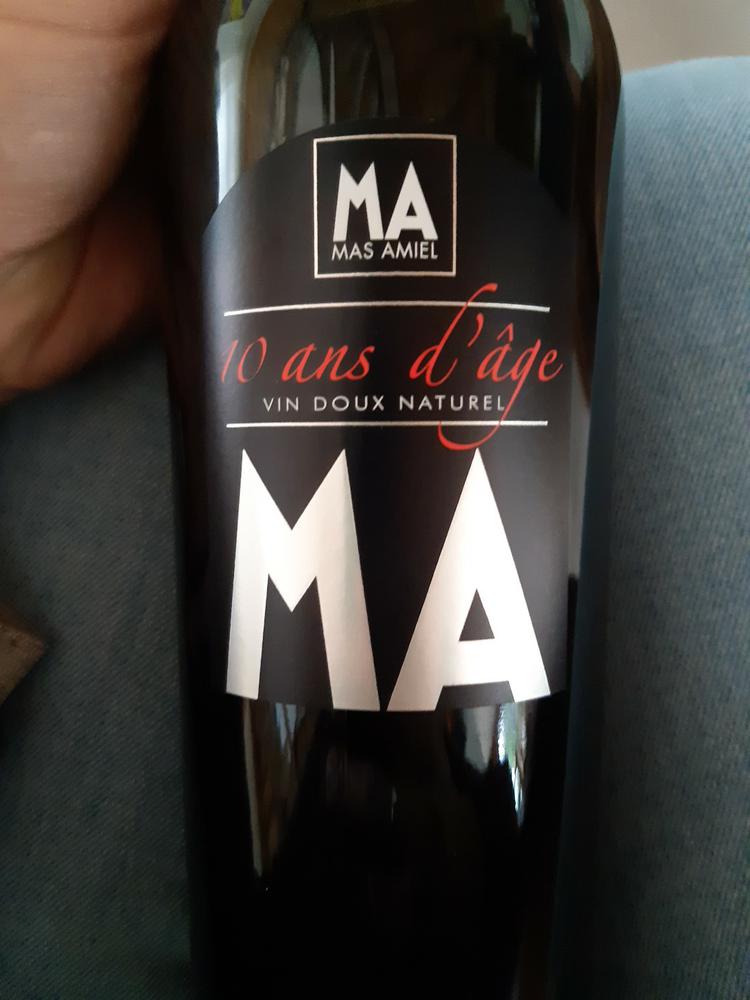 MA
MAS AMIEL
10 ans d'âge
VIN DOUX NATUREL
MA